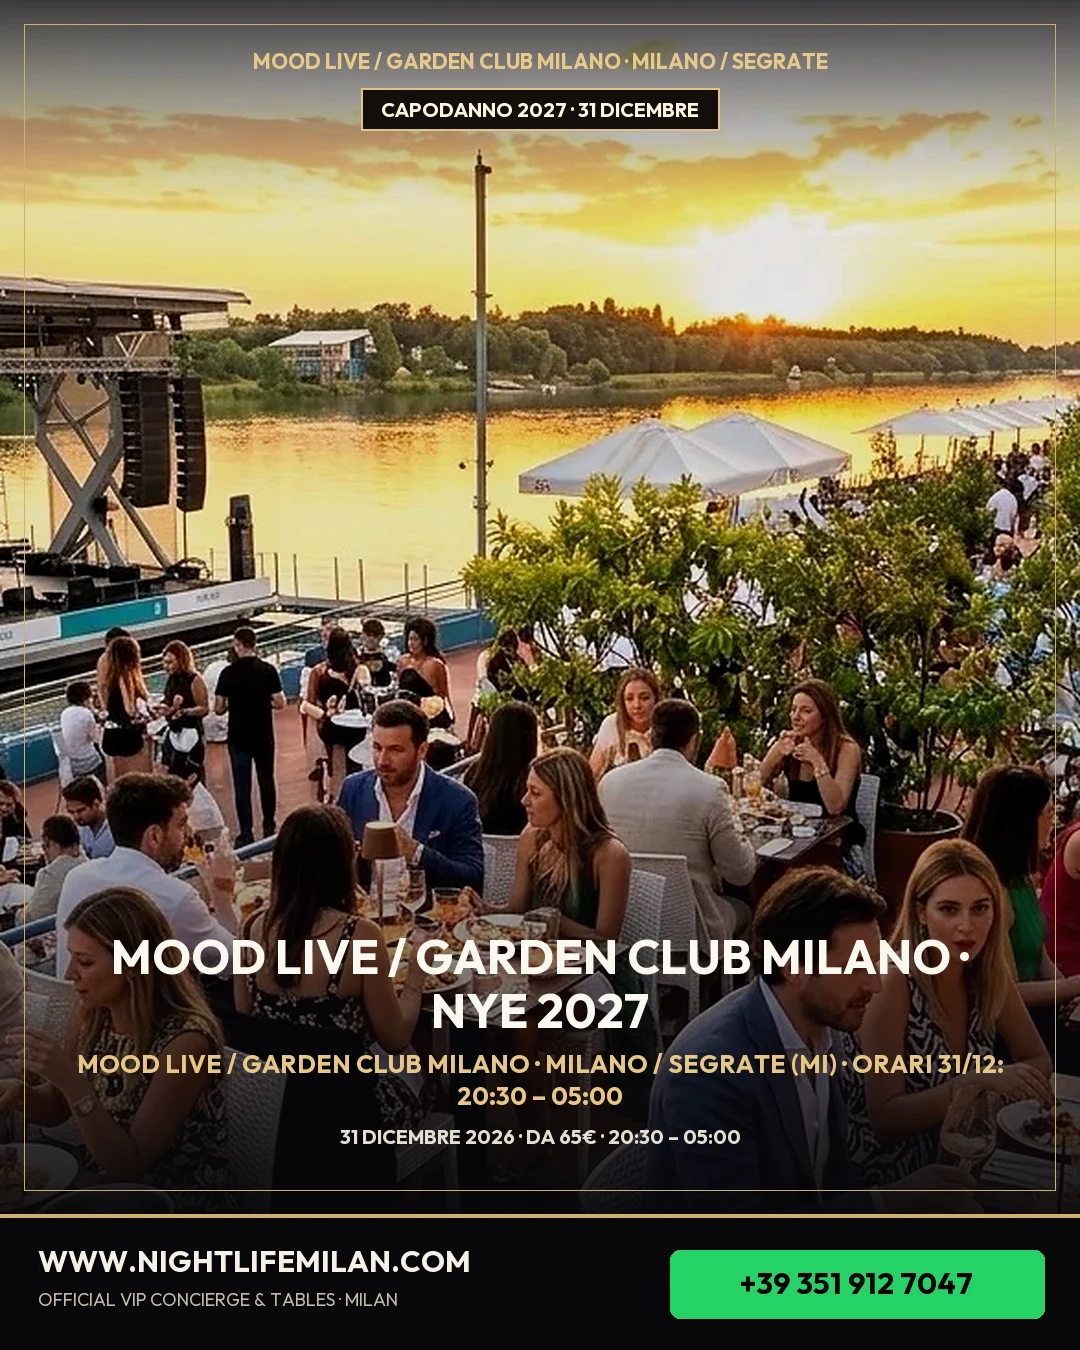 MOOD LIVE / GARDEN CLUB MILANO · MILANO / SEGRATE
CAPODANNO 2027 · 31 DICEMBRE
MOOD LIVE / GARDEN CLUB MILANO ·
NYE 2027
MOOD LIVE / GARDEN CLUB MILANO · MILANO / SEGRATE (MI) · ORARI 31/12:
20:30 – 05:00
31 DICEMBRE 2026 · DA 65€ · 20:30 – 05:00
WWW.NIGHTLIFEMILAN.COM
OFFICIAL VIP CONCIERGE & TABLES · MILAN
+39 351 912 7047